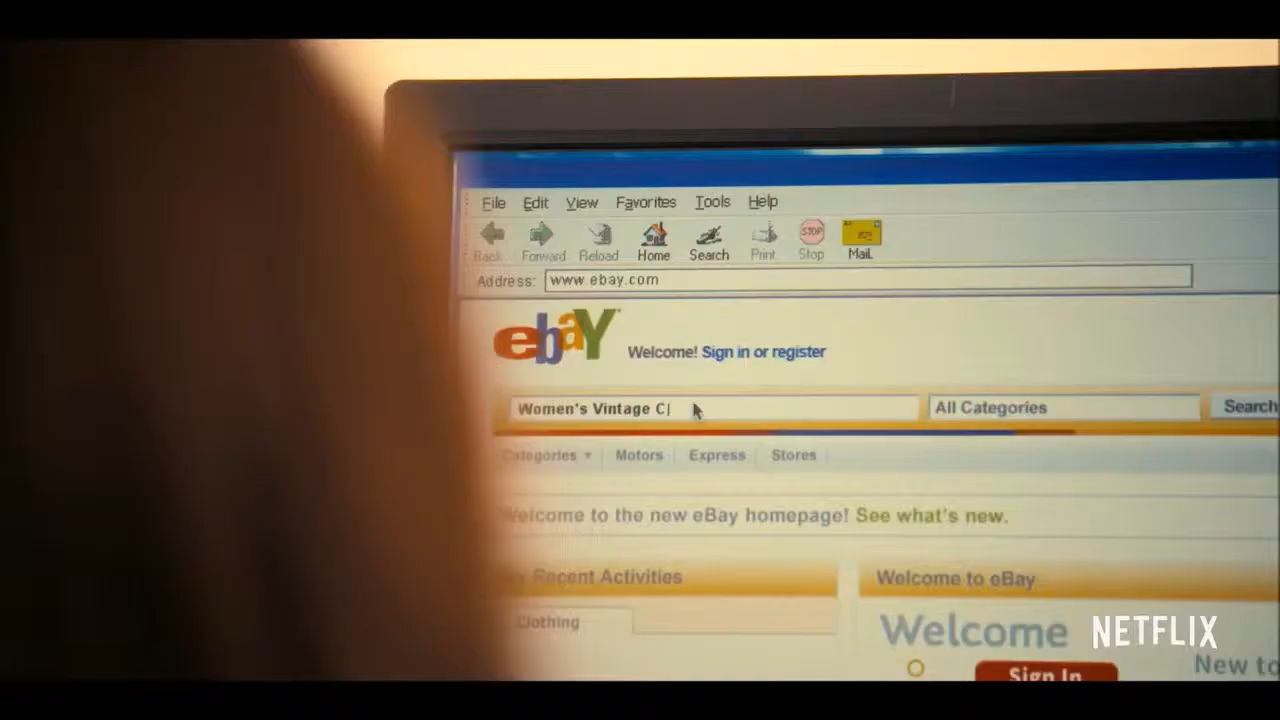 File Edit View Favorites Tools Help
Back Forward Reload Home Search Print Stop Mail
Address: www.ebay.com
ebaY
Welcome! Sign in or register
Women's Vintage C All Categories Search
Categories Motors Express Stores
Welcome to the new eBay homepage! See what's new.
Recent Activities Welcome to eBay
Clothing
Welcome
NETFLIX
Sign In New to